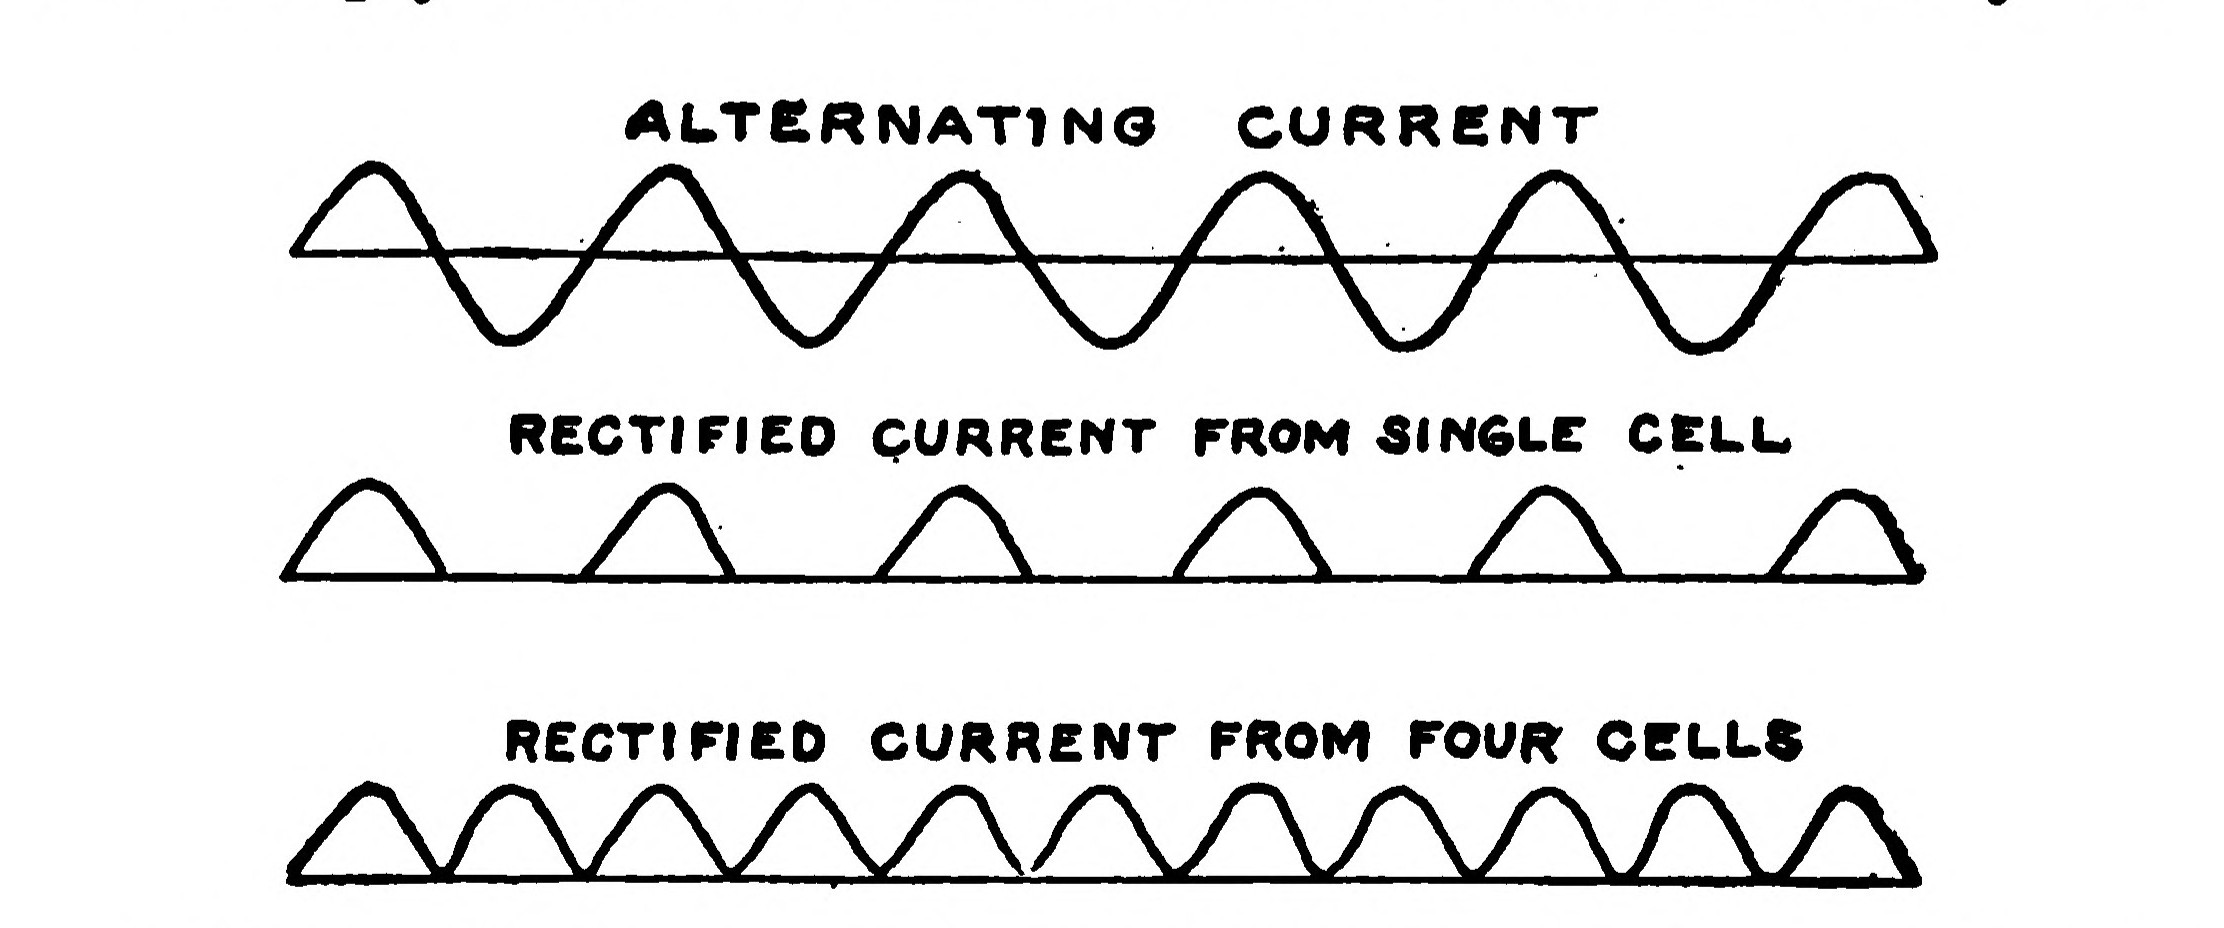 ALTERNATING CURRENT
RECTIFIED CURRENT FROM SINGLE CELL
RECTIFIED CURRENT FROM FOUR CELLS